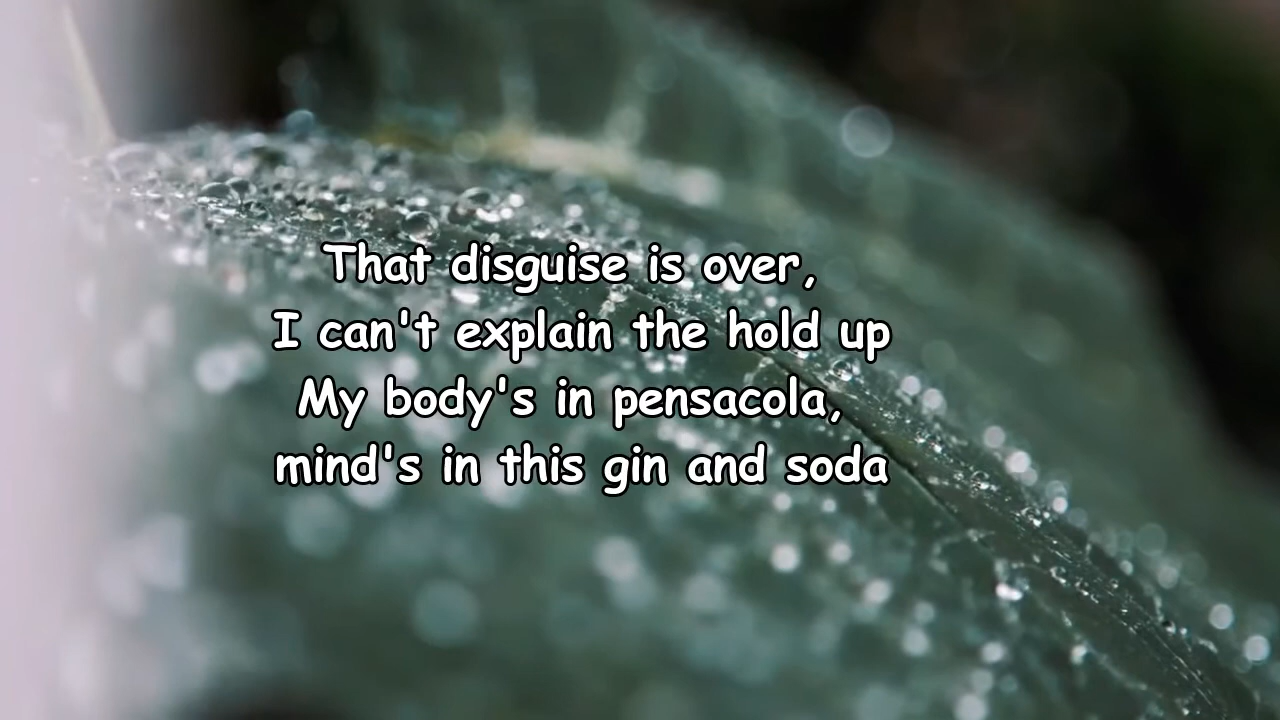 That disguise is over,
I can't explain the hold up
My body's in pensacola,
mind's in this gin and soda